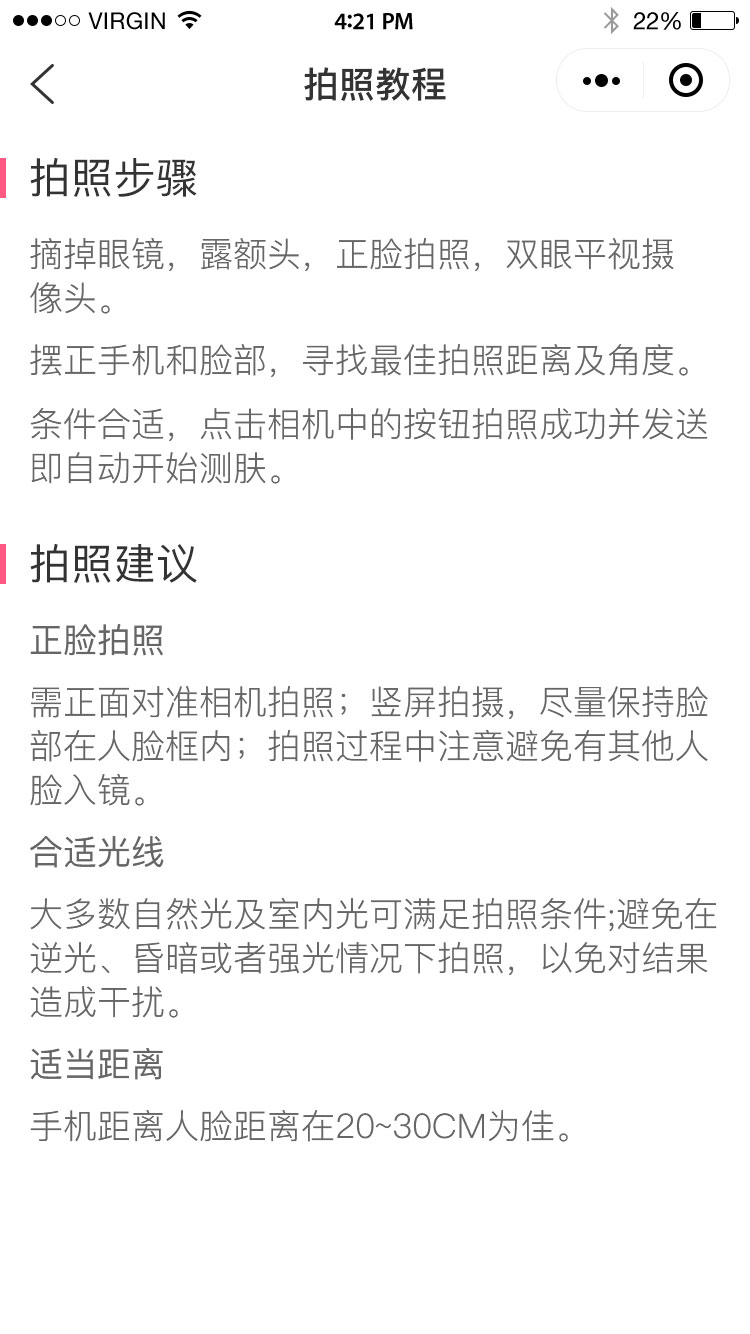 VIRGIN 4:21 PM 22%
拍照教程
拍照步骤
摘掉眼镜，露额头，正脸拍照，双眼平视摄
像头。
摆正手机和脸部，寻找最佳拍照距离及角度。
条件合适，点击相机中的按钮拍照成功并发送
即自动开始测肤。
拍照建议
正脸拍照
需正面对准相机拍照；竖屏拍摄，尽量保持脸
部在人脸框内；拍照过程中注意避免有其他人
脸入镜。
合适光线
大多数自然光及室内光可满足拍照条件;避免在
逆光、昏暗或者强光情况下拍照，以免对结果
造成干扰。
适当距离
手机距离人脸距离在20~30CM为佳。